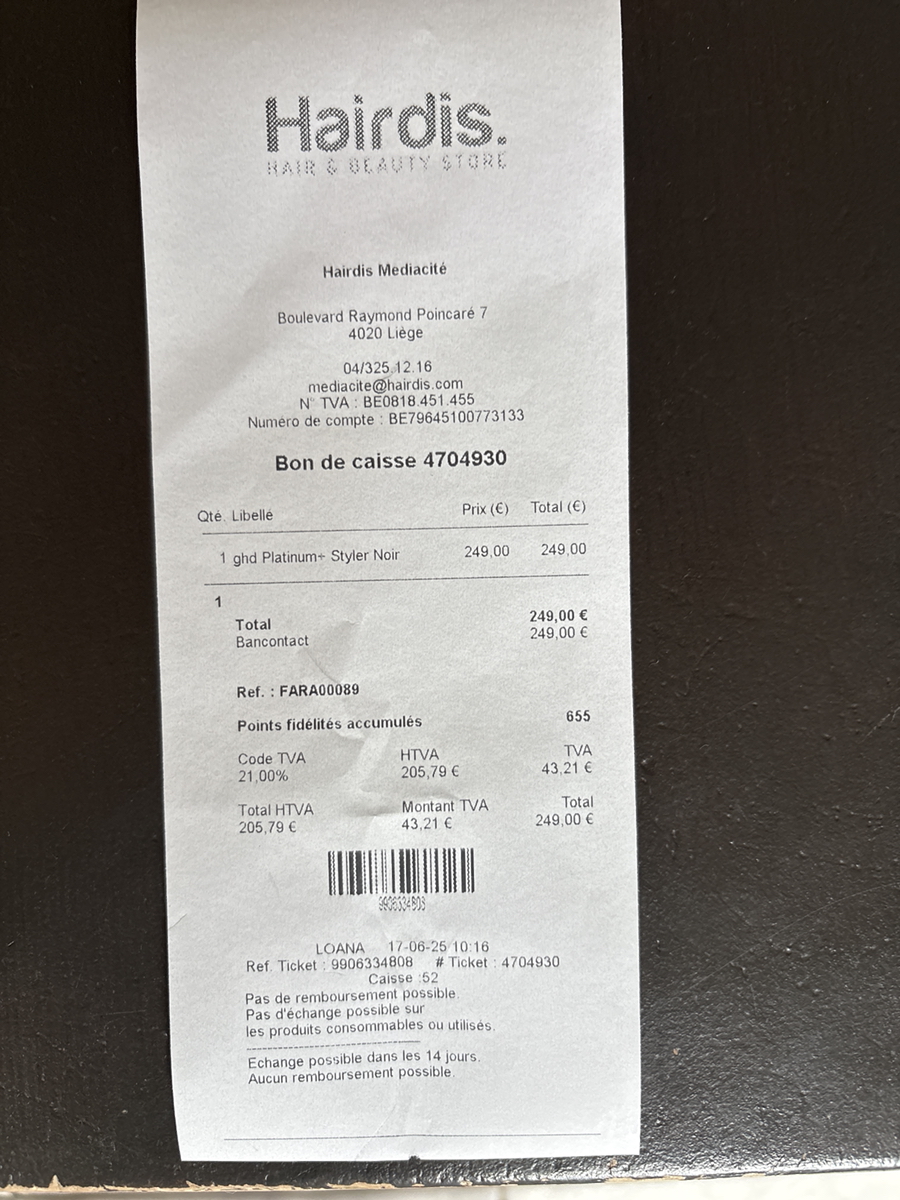 Hairdis.
HAIR & BEAUTY STORE
Hairdis Mediacité
Boulevard Raymond Poincaré 7
4020 Liège
04/325.12.16
mediacite@hairdis.com
N° TVA : BE0818.451.455
Numéro de compte : BE79645100773133
Bon de caisse 4704930
Qté. Libellé Prix (€) Total (€)
1 ghd Platinum+ Styler Noir 249,00 249,00
1
Total 249,00 €
Bancontact 249,00 €
Ref. : FARA00089
Points fidélités accumulés 655
Code TVA HTVA TVA
21,00% 205,79 € 43,21 €
Total HTVA Montant TVA Total
205,79 € 43,21 € 249,00 €
9906334808
LOANA 17-06-25 10:16
Ref. Ticket : 9906334808 # Ticket : 4704930
Caisse :52
Pas de remboursement possible.
Pas d'échange possible sur
les produits consommables ou utilisés.
Echange possible dans les 14 jours.
Aucun remboursement possible.